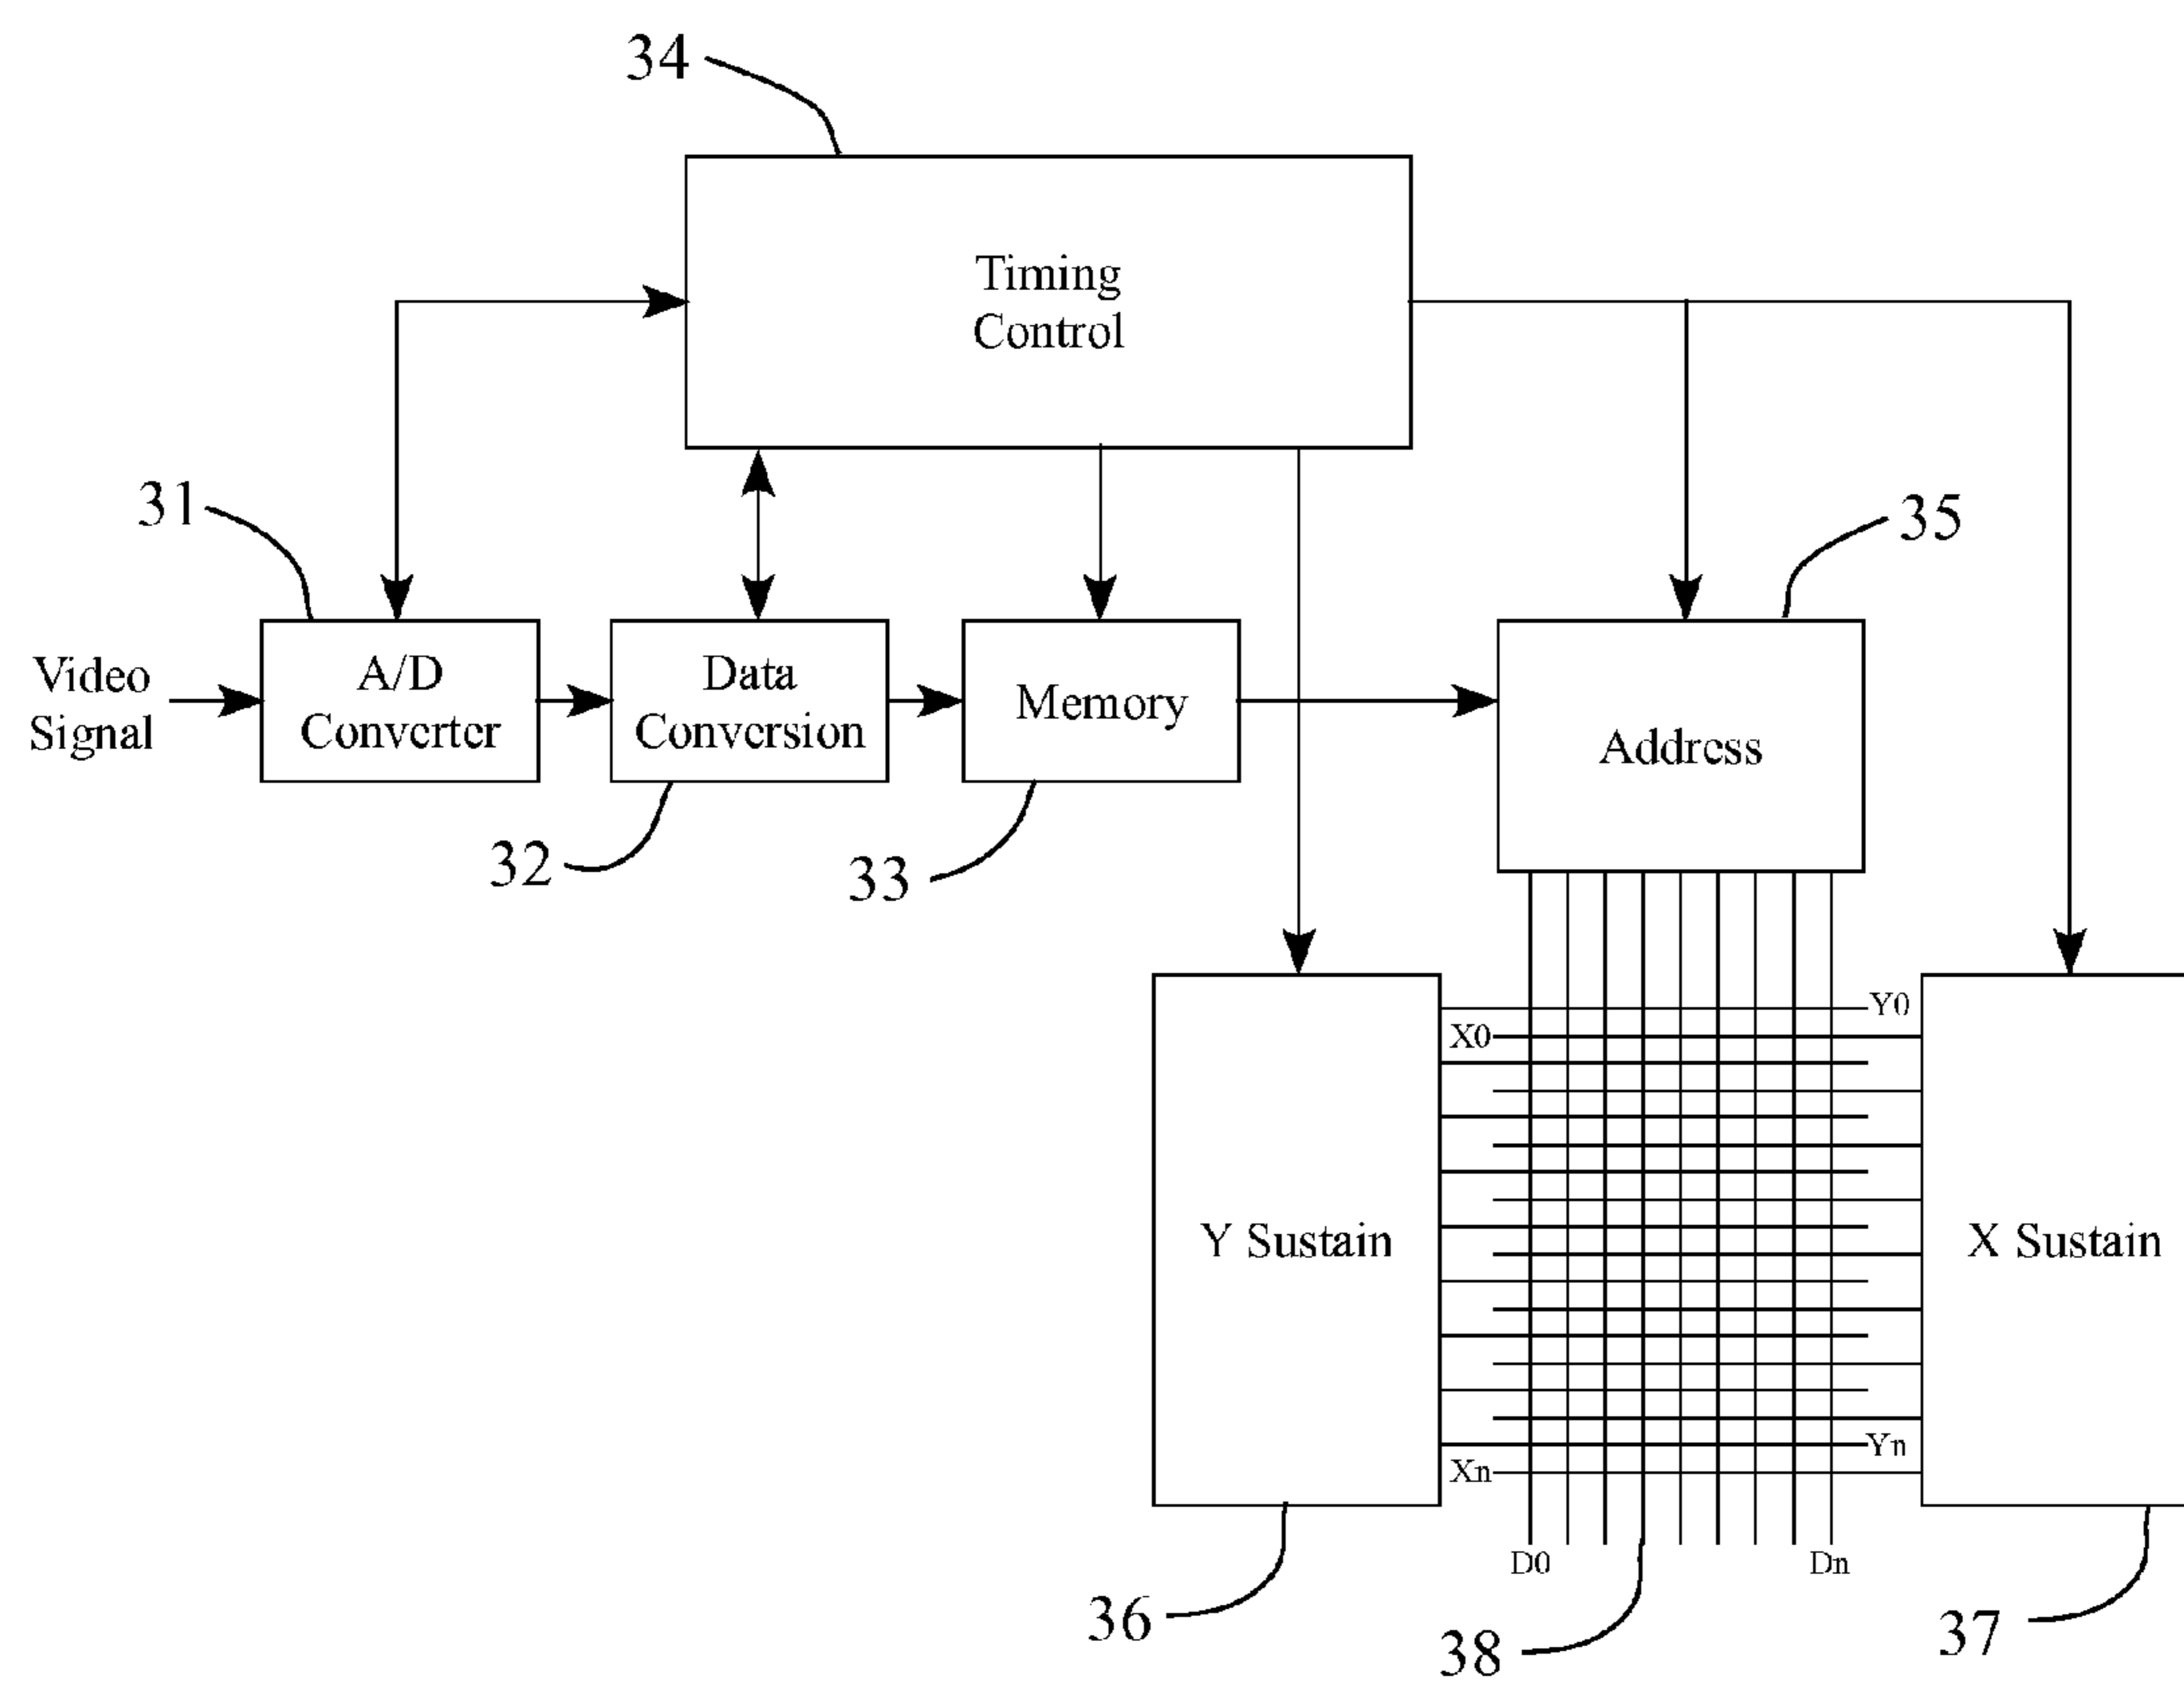 34
Timing
Control
31
35
Video
Signal
A/D
Converter
Data
Conversion
Memory
Address
32
33
Y0
X0
Y Sustain
X Sustain
Yn
Xn
D0
Dn
36
38
37